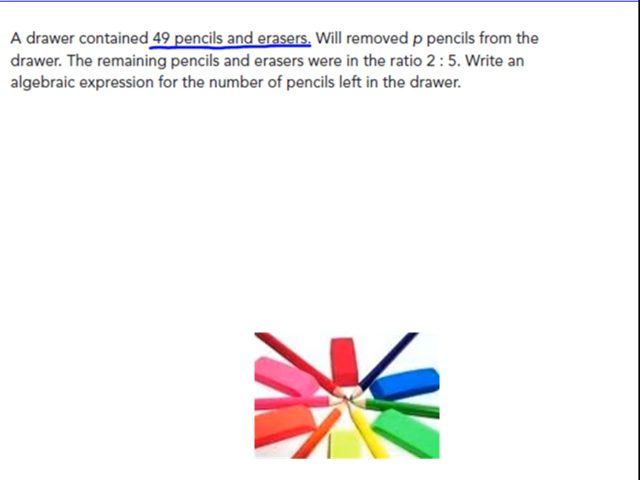 A drawer contained 49 pencils and erasers. Will removed p pencils from the
drawer. The remaining pencils and erasers were in the ratio 2 : 5. Write an
algebraic expression for the number of pencils left in the drawer.